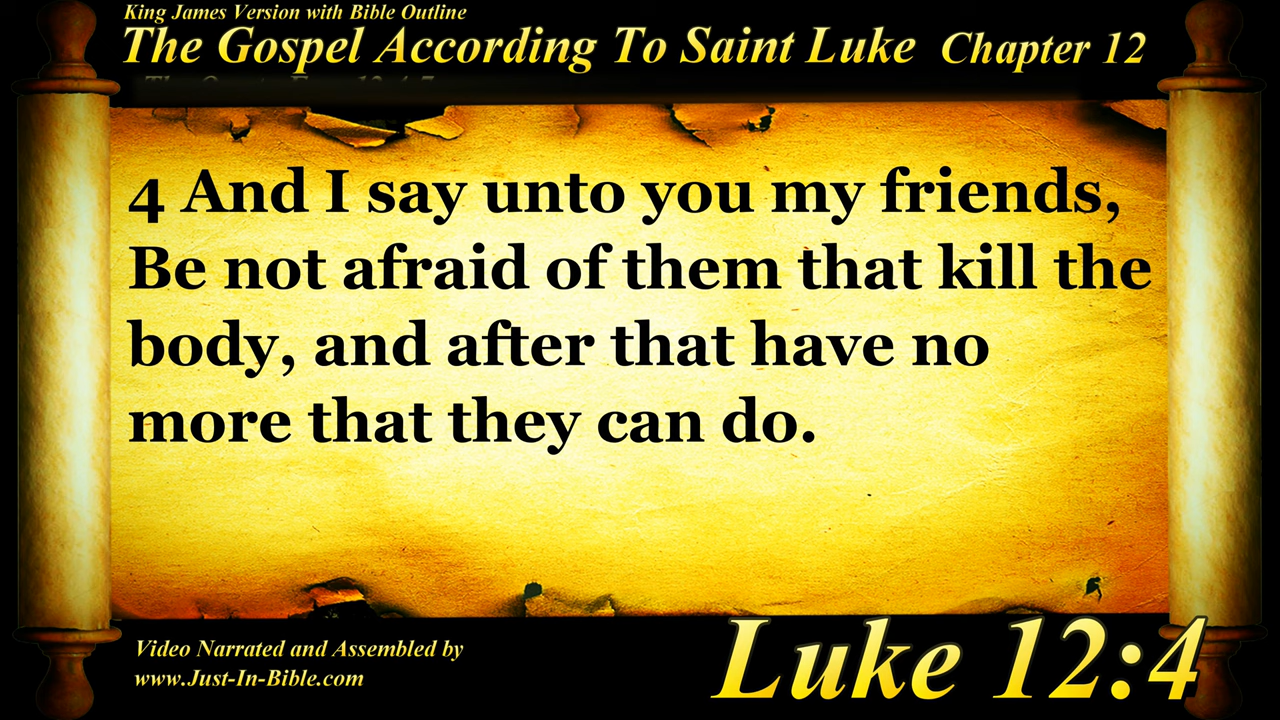 King James Version with Bible Outline
The Gospel According To Saint Luke Chapter 12
4 And I say unto you my friends,
Be not afraid of them that kill the
body, and after that have no
more that they can do.
Video Narrated and Assembled by
www.Just-In-Bible.com
Luke 12:4